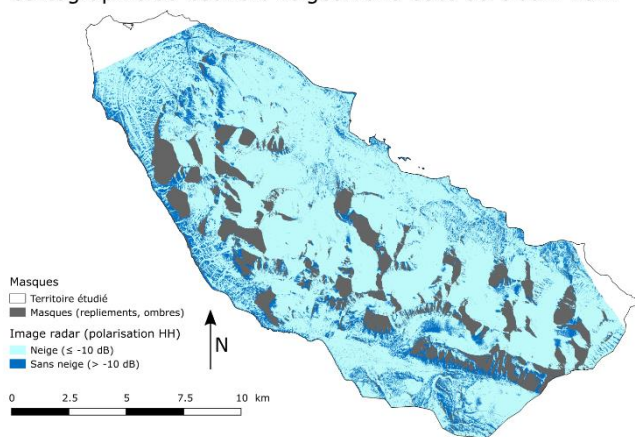 Masques
Territoire étudié
Masques (repliements, ombres)
Image radar (polarisation HH)
Neige (≤ -10 dB)
Sans neige (> -10 dB)
N
0 2.5 5 7.5 10 km